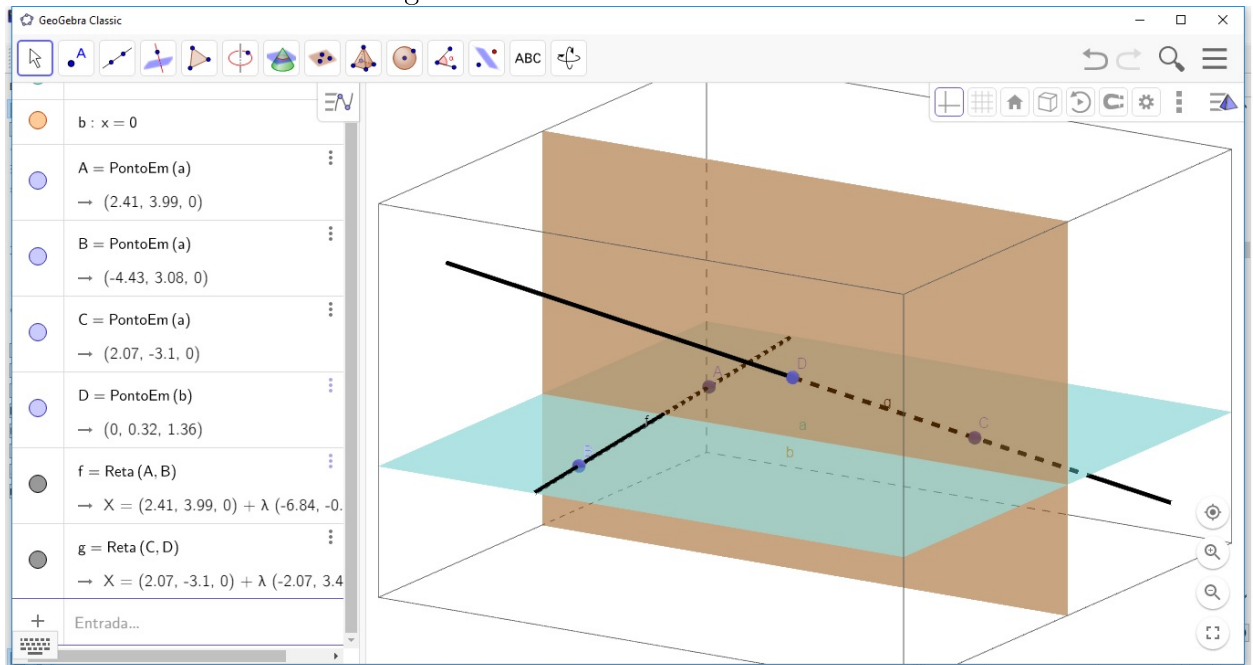 GeoGebra Classic
ABC
b : x = 0
A = PontoEm (a)
→ (2.41, 3.99, 0)
B = PontoEm (a)
→ (-4.43, 3.08, 0)
C = PontoEm (a)
→ (2.07, -3.1, 0)
D = PontoEm (b)
→ (0, 0.32, 1.36)
f = Reta (A, B)
→ X = (2.41, 3.99, 0) + λ (-6.84, -0.
g = Reta (C, D)
→ X = (2.07, -3.1, 0) + λ (-2.07, 3.4
Entrada...
D
A
g
f
C
a
b
B